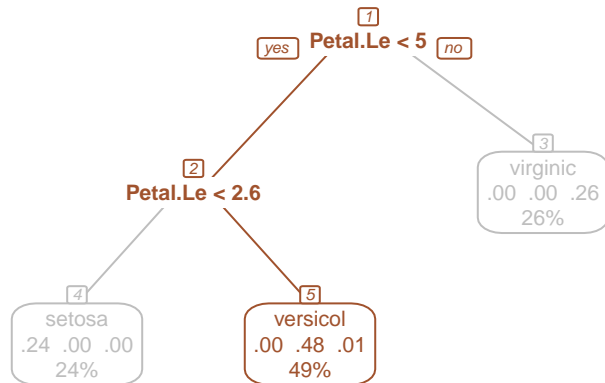 1
yes Petal.Le < 5 no
2
Petal.Le < 2.6
3
virginic
.00 .00 .26
26%
4
setosa
.24 .00 .00
24%
5
versicol
.00 .48 .01
49%